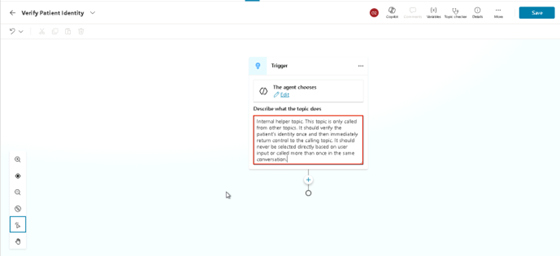 Verify Patient Identity
Copilot
Comments
Variables
Topic checker
Details
More
Save
Trigger
The agent chooses
Edit
Describe what the topic does
Internal helper topic. This topic is only called
from other topics. It should verify the
patient's identity once and then immediately
return control to the calling topic. It should
never be selected directly based on user
input or called more than once in the same
conversation.